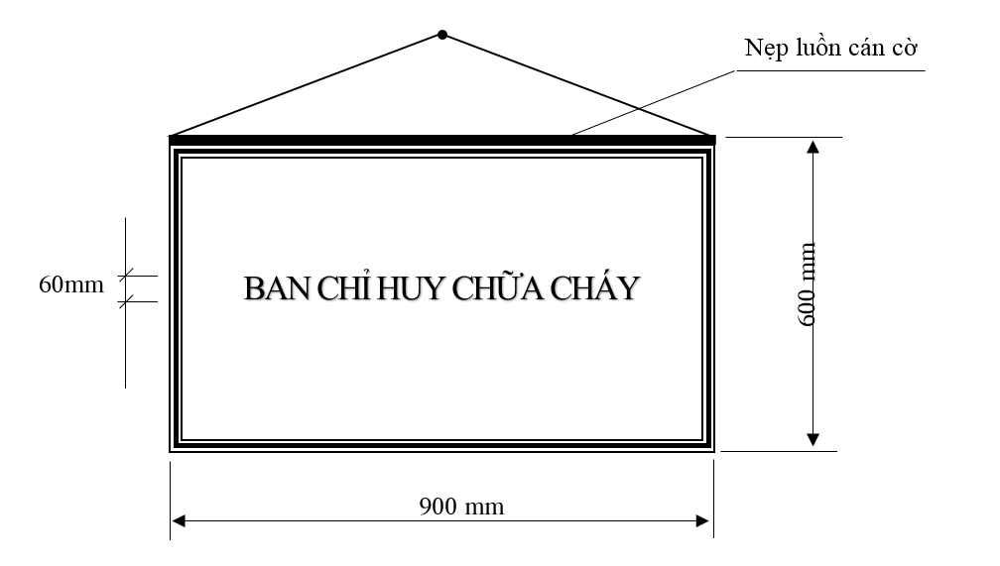 Nẹp luồn cán cờ
60mm
BAN CHỈ HUY CHỮA CHÁY
600 mm
900 mm